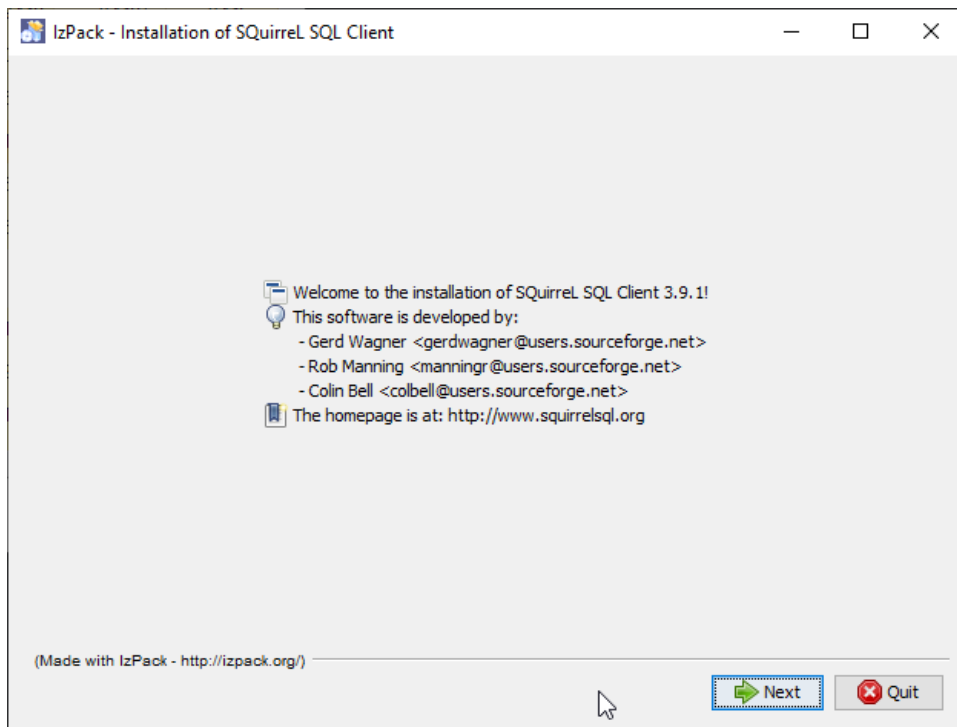 IzPack - Installation of SQuirreL SQL Client
Welcome to the installation of SQuirreL SQL Client 3.9.1!
This software is developed by:
- Gerd Wagner <gerdwagner@users.sourceforge.net>
- Rob Manning <manningr@users.sourceforge.net>
- Colin Bell <colbell@users.sourceforge.net>
The homepage is at: http://www.squirrelsql.org
(Made with IzPack - http://izpack.org/)
Next
Quit